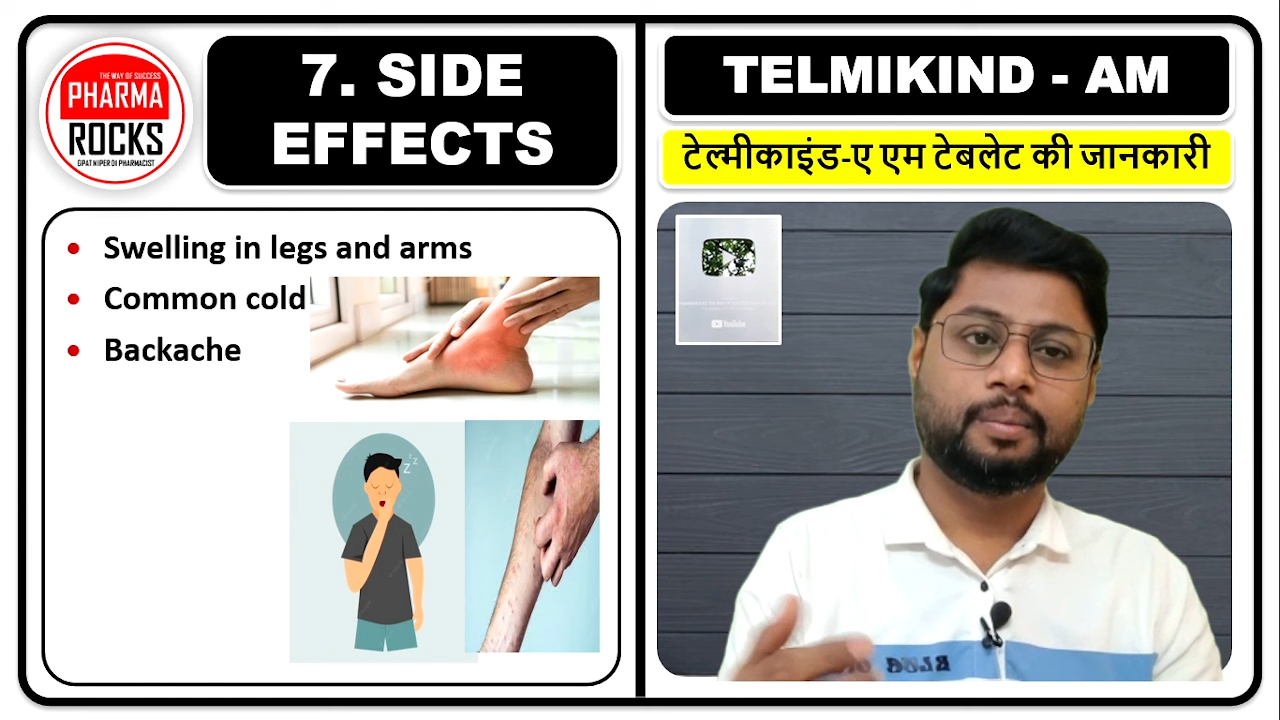 THE WAY OF SUCCESS
PHARMA
ROCKS
GPAT NIPER DI PHARMACIST
7. SIDE
EFFECTS
TELMIKIND - AM
टेल्मीकाइंड-ए एम टेबलेट की जानकारी
Swelling in legs and arms
Common cold
Backache
z z z
YouTube